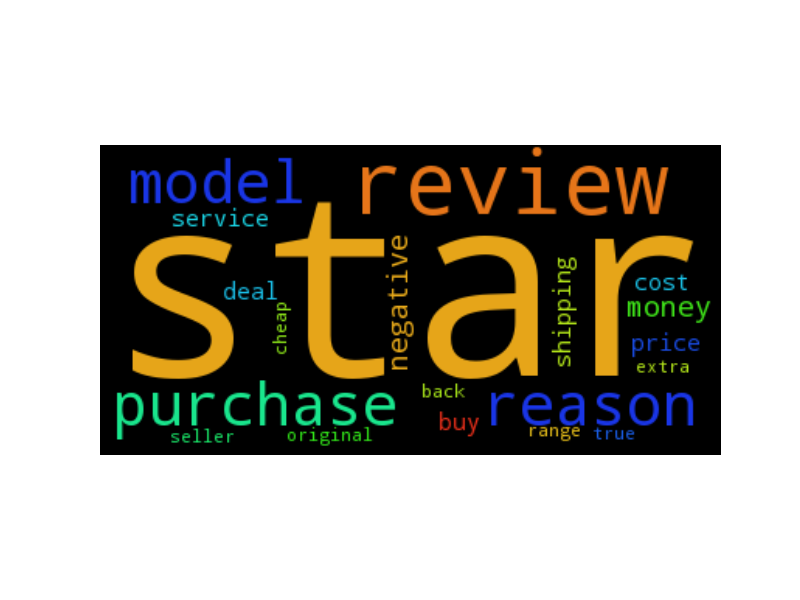 model
review
service
star
negative
shipping
deal
cheap
cost
money
price
extra
purchase
back
reason
buy
seller
original
range
true